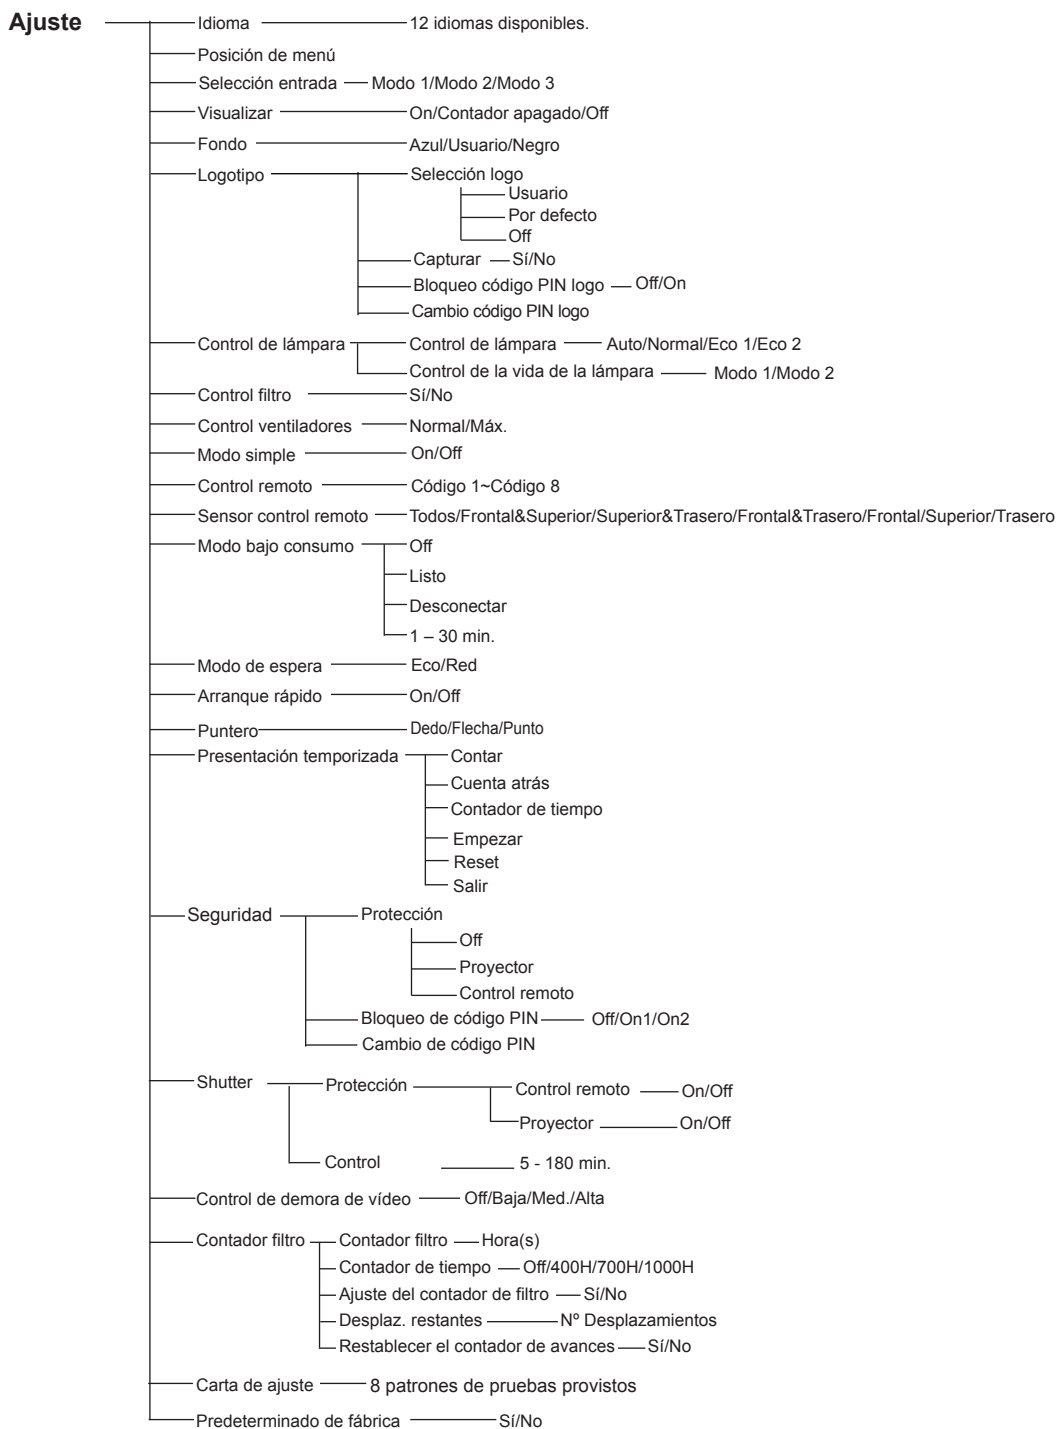 Ajuste Idioma 12 idiomas disponibles.
Posición de menú
Selección entrada Modo 1/Modo 2/Modo 3
Visualizar On/Contador apagado/Off
Fondo Azul/Usuario/Negro
Logotipo Selección logo
Usuario
Por defecto
Off
Capturar Sí/No
Bloqueo código PIN logo Off/On
Cambio código PIN logo
Control de lámpara Control de lámpara Auto/Normal/Eco 1/Eco 2
Control de la vida de la lámpara Modo 1/Modo 2
Control filtro Sí/No
Control ventiladores Normal/Máx.
Modo simple On/Off
Control remoto Código 1~Código 8
Sensor control remoto Todos/Frontal&Superior/Superior&Trasero/Frontal&Trasero/Frontal/Superior/Trasero
Modo bajo consumo Off
Listo
Desconectar
1 – 30 min.
Modo de espera Eco/Red
Arranque rápido On/Off
Puntero Dedo/Flecha/Punto
Presentación temporizada Contar
Cuenta atrás
Contador de tiempo
Empezar
Reset
Salir
Seguridad Protección
Off
Proyector
Control remoto
Bloqueo de código PIN Off/On1/On2
Cambio de código PIN
Shutter Protección Control remoto On/Off
Proyector On/Off
Control 5 - 180 min.
Control de demora de vídeo Off/Baja/Med./Alta
Contador filtro Contador filtro Hora(s)
Contador de tiempo Off/400H/700H/1000H
Ajuste del contador de filtro Sí/No
Desplaz. restantes Nº Desplazamientos
Restablecer el contador de avances Sí/No
Carta de ajuste 8 patrones de pruebas provistos
Predeterminado de fábrica Sí/No